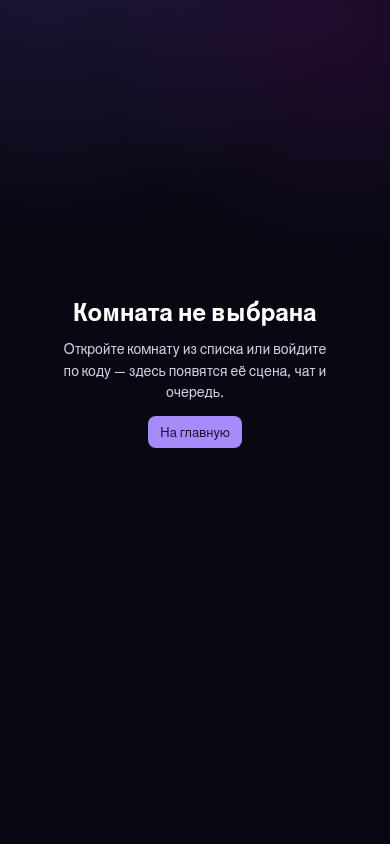 Комната не выбрана
Откройте комнату из списка или войдите
по коду — здесь появятся её сцена, чат и
очередь.
На главную